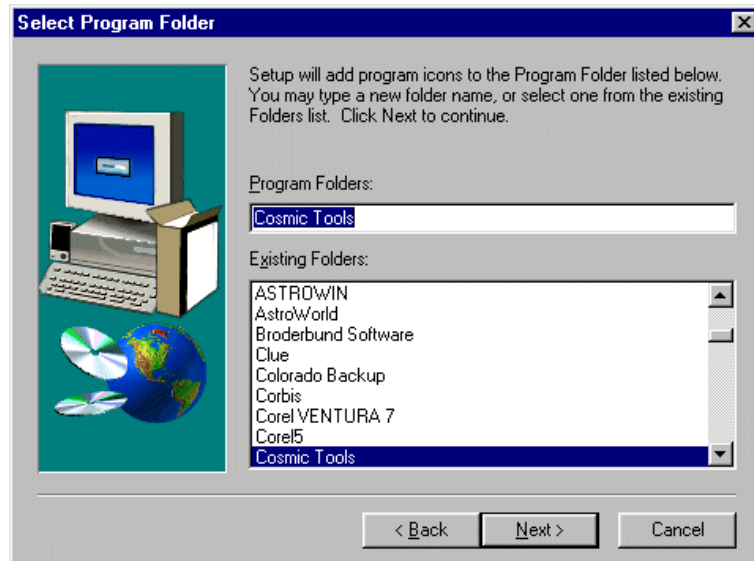 Select Program Folder
Setup will add program icons to the Program Folder listed below.
You may type a new folder name, or select one from the existing
Folders list. Click Next to continue.
Program Folders:
Cosmic Tools
Existing Folders:
ASTROWIN
AstroWorld
Broderbund Software
Clue
Colorado Backup
Corbis
Corel VENTURA 7
Corel5
Cosmic Tools
< Back
Next >
Cancel